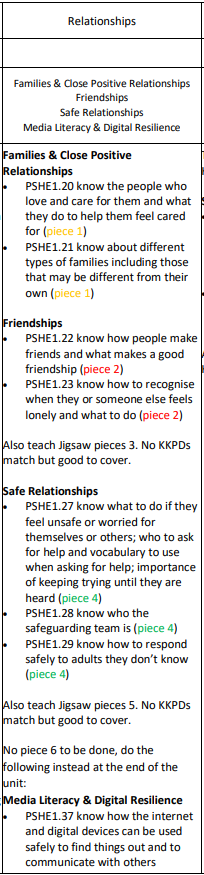 Relationships
Families & Close Positive Relationships
Friendships
Safe Relationships
Media Literacy & Digital Resilience
Families & Close Positive
Relationships
• PSHE1.20 know the people who
love and care for them and what
they do to help them feel cared
for (piece 1)
• PSHE1.21 know about different
types of families including those
that may be different from their
own (piece 1)
Friendships
• PSHE1.22 know how people make
friends and what makes a good
friendship (piece 2)
• PSHE1.23 know how to recognise
when they or someone else feels
lonely and what to do (piece 2)
Also teach Jigsaw pieces 3. No KKPDs
match but good to cover.
Safe Relationships
• PSHE1.27 know what to do if they
feel unsafe or worried for
themselves or others; who to ask
for help and vocabulary to use
when asking for help; importance
of keeping trying until they are
heard (piece 4)
• PSHE1.28 know who the
safeguarding team is (piece 4)
• PSHE1.29 know how to respond
safely to adults they don't know
(piece 4)
Also teach Jigsaw pieces 5. No KKPDs
match but good to cover.
No piece 6 to be done, do the
following instead at the end of the
unit:
Media Literacy & Digital Resilience
• PSHE1.37 know how the internet
and digital devices can be used
safely to find things out and to
communicate with others